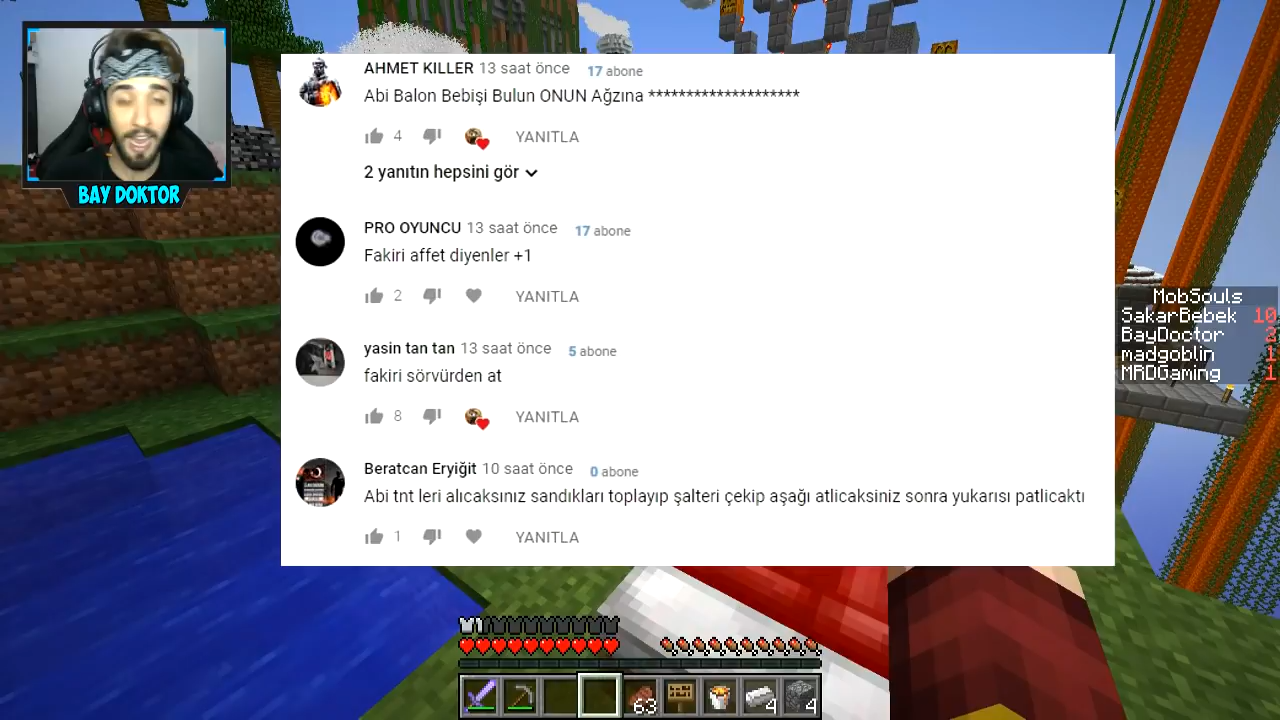 BAY DOKTOR
AHMET KILLER 13 saat önce 17 abone
Abi Balon Bebişi Bulun ONUN Ağzına ********************
4 YANITLA
2 yanıtın hepsini gör
PRO OYUNCU 13 saat önce 17 abone
Fakiri affet diyenler +1
2 YANITLA
yasin tan tan 13 saat önce 5 abone
fakiri sörvürden at
8 YANITLA
Beratcan Eryiğit 10 saat önce 0 abone
Abi tnt leri alıcaksınız sandıkları toplayıp şalteri çekip aşağı atlicaksiniz sonra yukarısı patlicaktı
1 YANITLA
MobSouls
SakarBebek 10
BayDoctor 3
madgoblin 1
MRDGaming 1
63 4 4